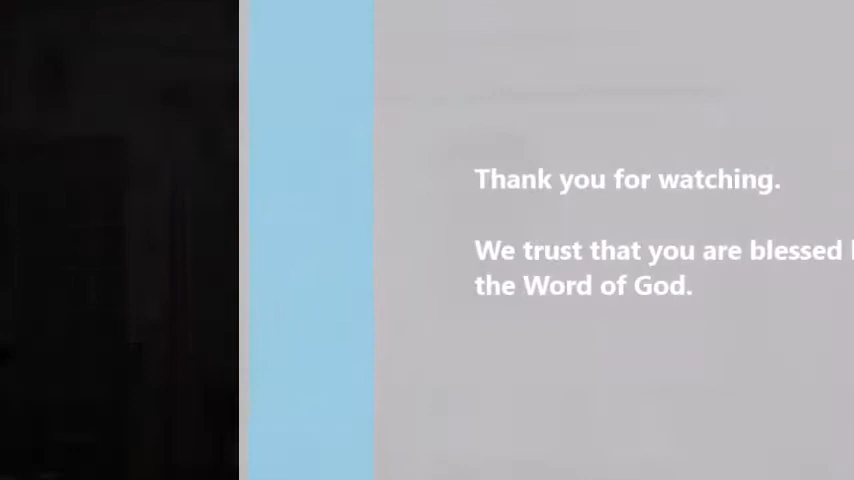 Thank you for watching.
We trust that you are blessed
the Word of God.